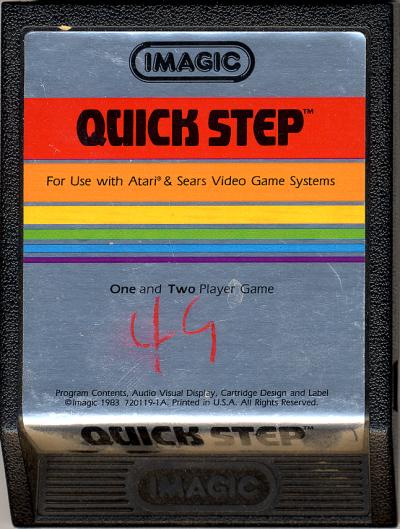 IMAGIC
QUICK STEP™
For Use with Atari® & Sears Video Game Systems
One and Two Player Game
49
Program Contents, Audio Visual Display, Cartridge Design and Label
©Imagic 1983 720119-1A. Printed in U.S.A. All Rights Reserved.
QUICK STEP™
IMAGIC